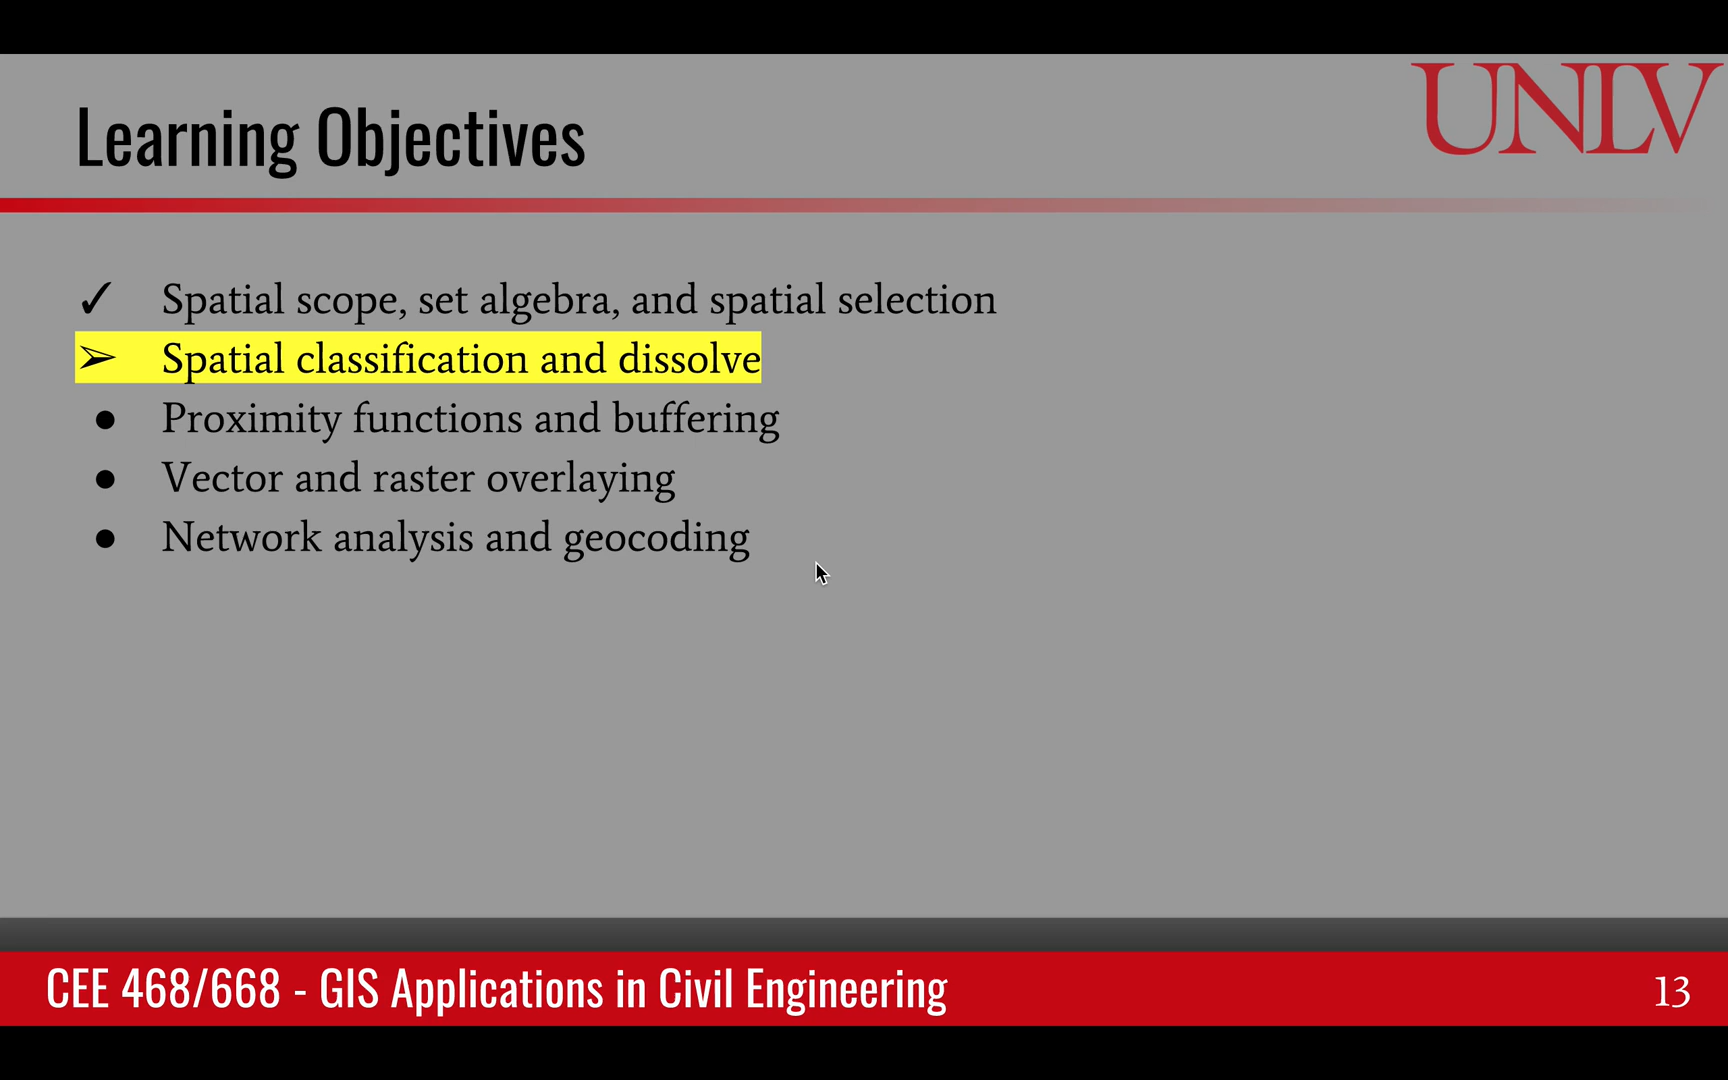 UNLV
Learning Objectives
✓ Spatial scope, set algebra, and spatial selection
➢ Spatial classification and dissolve
● Proximity functions and buffering
● Vector and raster overlaying
● Network analysis and geocoding
CEE 468/668 - GIS Applications in Civil Engineering
13